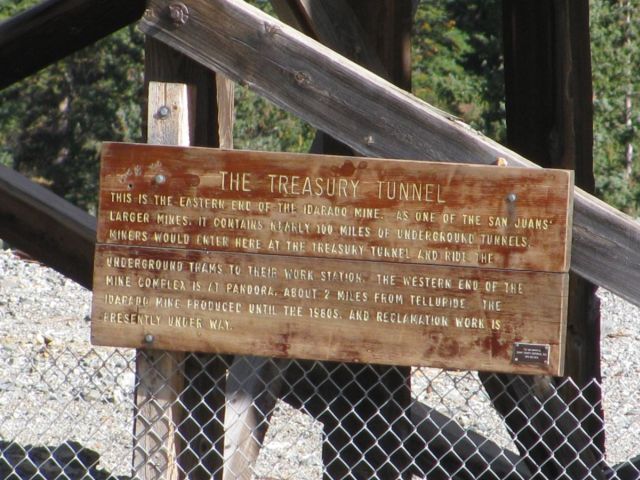 THE TREASURY TUNNEL
THIS IS THE EASTERN END OF THE IDARADO MINE. AS ONE OF THE SAN JUANS'
LARGER MINES, IT CONTAINS NEARLY 100 MILES OF UNDERGROUND TUNNELS.
MINERS WOULD ENTER HERE AT THE TREASURY TUNNEL AND RIDE THE
UNDERGROUND TRAMS TO THEIR WORK STATION. THE WESTERN END OF THE
MINE COMPLEX IS AT PANDORA, ABOUT 2 MILES FROM TELLURIDE. THE
IDARADO MINE PRODUCED UNTIL THE 1980S, AND RECLAMATION WORK IS
PRESENTLY UNDER WAY.